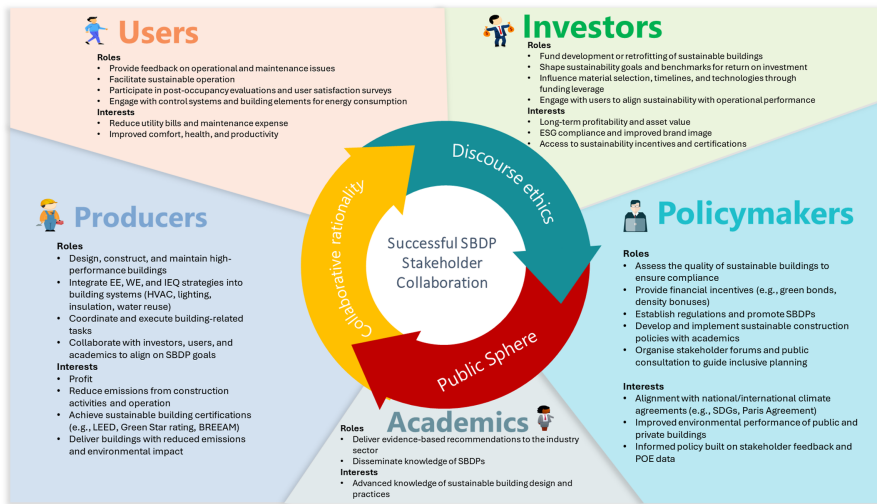 Users
Roles
• Provide feedback on operational and maintenance issues
• Facilitate sustainable operation
• Participate in post-occupancy evaluations and user satisfaction surveys
• Engage with control systems and building elements for energy consumption
Interests
• Reduce utility bills and maintenance expense
• Improved comfort, health, and productivity
Investors
Roles
• Fund development or retrofitting of sustainable buildings
• Shape sustainability goals and benchmarks for return on investment
• Influence material selection, timelines, and technologies through
funding leverage
• Engage with users to align sustainability with operational performance
Interests
• Long-term profitability and asset value
• ESG compliance and improved brand image
• Access to sustainability incentives and certifications
Producers
Roles
• Design, construct, and maintain high-
performance buildings
• Integrate EE, WE, and IEQ strategies into
building systems (HVAC, lighting,
insulation, water reuse)
• Coordinate and execute building-related
tasks
• Collaborate with investors, users, and
academics to align on SBDP goals
Interests
• Profit
• Reduce emissions from construction
activities and operation
• Achieve sustainable building certifications
(e.g., LEED, Green Star rating, BREEAM)
• Deliver buildings with reduced emissions
and environmental impact
Collaborative rationality
Discourse ethics
Public Sphere
Successful SBDP
Stakeholder
Collaboration
Policymakers
Roles
• Assess the quality of sustainable buildings to
ensure compliance
• Provide financial incentives (e.g., green bonds,
density bonuses)
• Establish regulations and promote SBDPs
• Develop and implement sustainable construction
policies with academics
• Organise stakeholder forums and public
consultation to guide inclusive planning
Interests
• Alignment with national/international climate
agreements (e.g., SDGs, Paris Agreement)
• Improved environmental performance of public and
private buildings
• Informed policy built on stakeholder feedback and
POE data
Academics
Roles
• Deliver evidence-based recommendations to the industry
sector
• Disseminate knowledge of SBDPs
Interests
• Advanced knowledge of sustainable building design and
practices